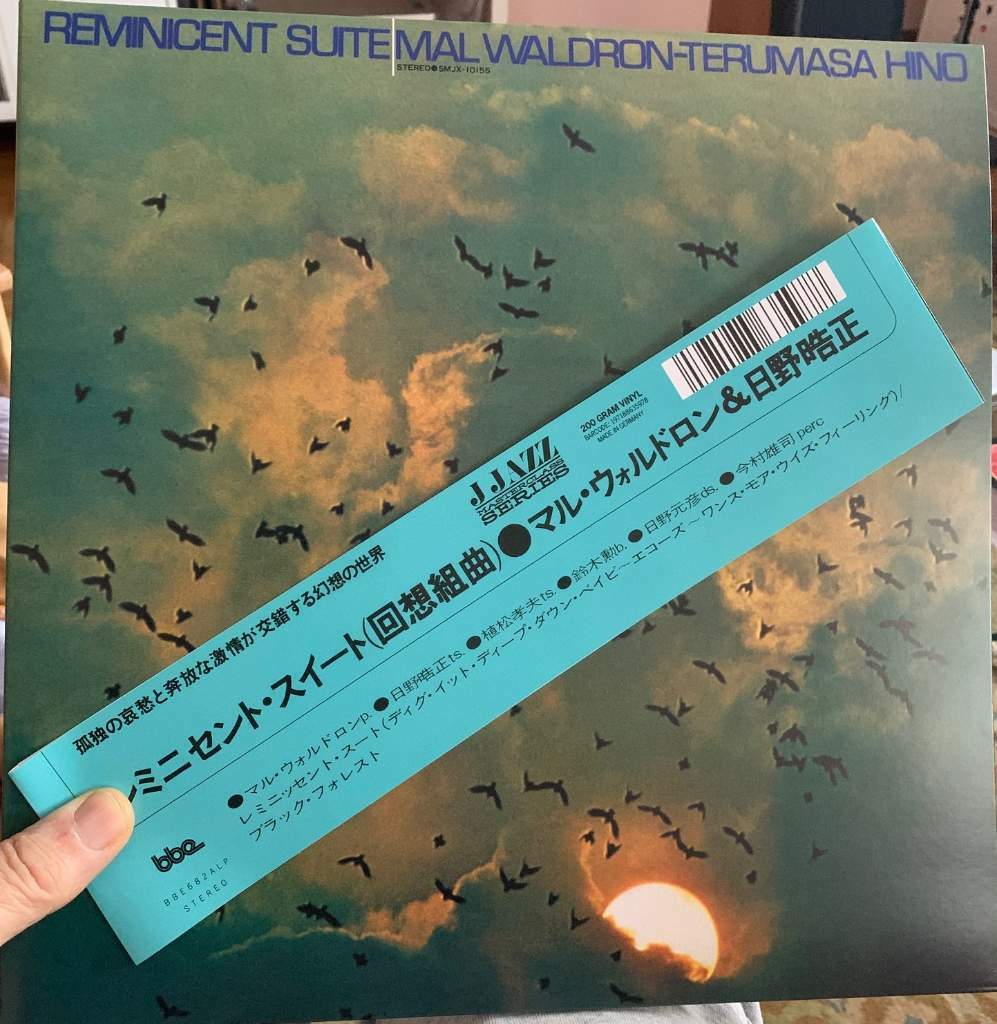 REMINICENT SUITE MAL WALDRON-TERUMASA HINO
STEREO●SMJX-10155
200 GRAM VINYL
BARCODE: 197188635978
MADE IN GERMANY
J JAZZ
MASTERCLASS
SERIES
孤独の哀愁と奔放な激情が交錯する幻想の世界
レミニセント・スイート(回想組曲)●マル・ウォルドロン&日野晧正
●マル・ウォルドロンp. ●日野晧正ts. ●植松孝夫ts. ●鈴木勲b. ●日野元彦ds. ●今村雄司perc
レミニッセント・スート(ディグ・イット・ディープ・ダウン・ベイビ〜エコーズ〜ワンス・モア・ウイズ・フィーリング)/
ブラック・フォレスト
bbe
BBE682ALP
STEREO